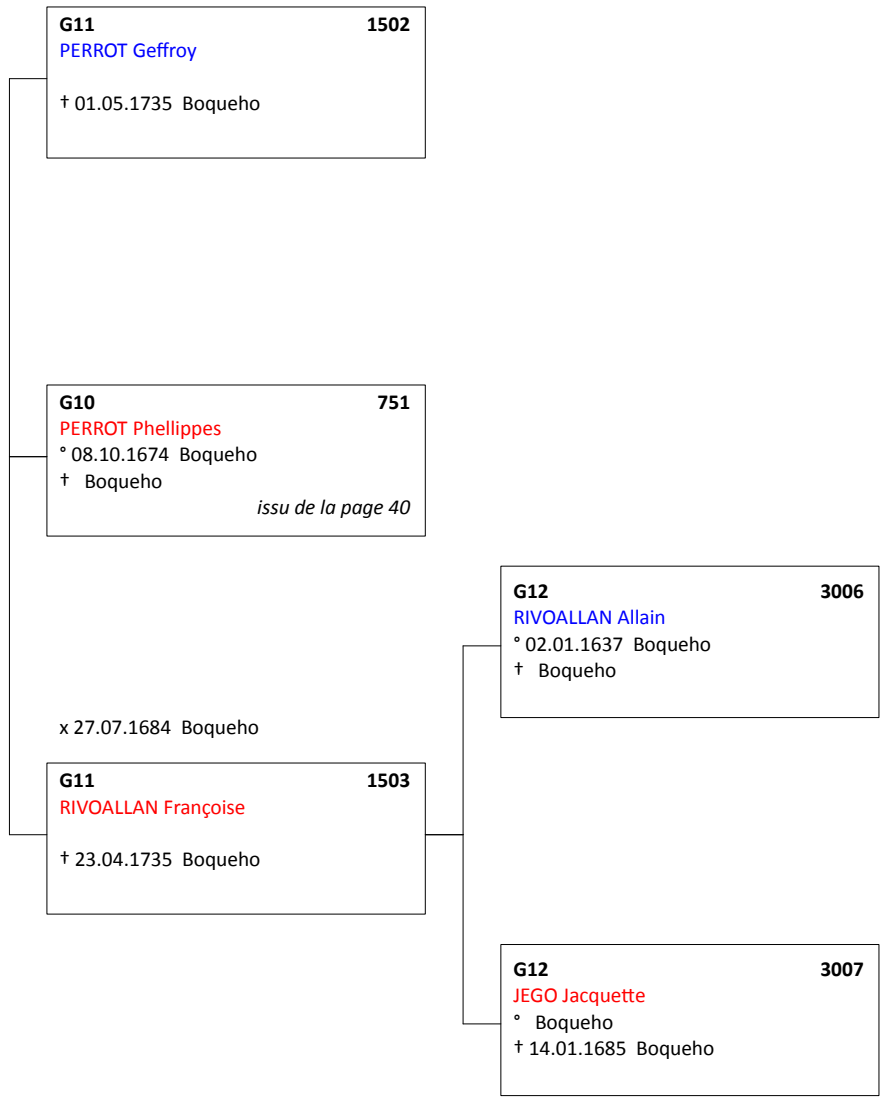 G11 1502
PERROT Geffroy
† 01.05.1735 Boqueho
G10 751
PERROT Phellippes
° 08.10.1674 Boqueho
† Boqueho
issu de la page 40
x 27.07.1684 Boqueho
G11 1503
RIVOALLAN Françoise
† 23.04.1735 Boqueho
G12 3006
RIVOALLAN Allain
° 02.01.1637 Boqueho
† Boqueho
G12 3007
JEGO Jacquette
° Boqueho
† 14.01.1685 Boqueho